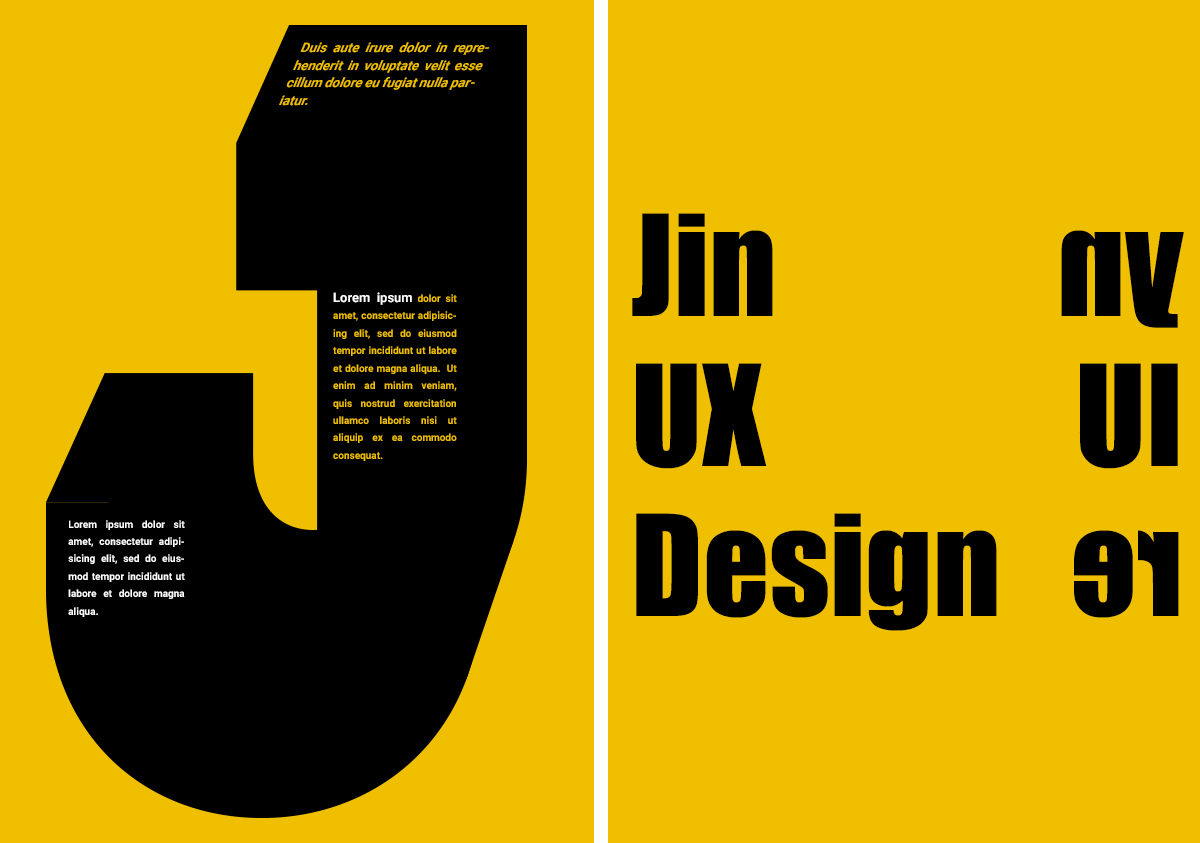 J
Duis aute irure dolor in repre-
henderit in voluptate velit esse
cillum dolore eu fugiat nulla par-
iatur.
Lorem ipsum dolor sit
amet, consectetur adipisic-
ing elit, sed do eiusmod
tempor incididunt ut labore
et dolore magna aliqua. Ut
enim ad minim veniam,
quis nostrud exercitation
ullamco laboris nisi ut
aliquip ex ea commodo
consequat.
Lorem ipsum dolor sit
amet, consectetur adipi-
sicing elit, sed do eius-
mod tempor incididunt ut
labore et dolore magna
aliqua.
Jin ny
UX UI
Design er